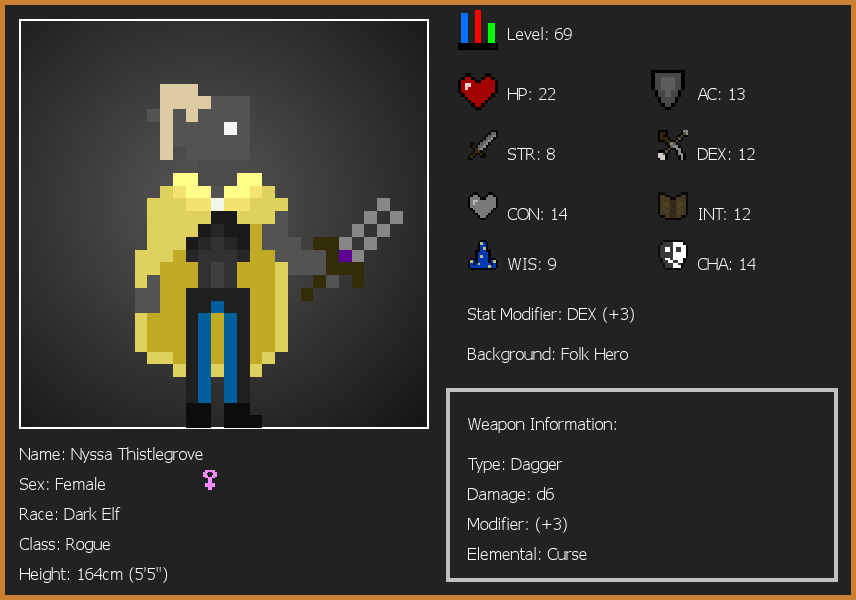 Level: 69
HP: 22
AC: 13
STR: 8
DEX: 12
CON: 14
INT: 12
WIS: 9
CHA: 14
Stat Modifier: DEX (+3)
Background: Folk Hero
Weapon Information:
Type: Dagger
Damage: d6
Modifier: (+3)
Elemental: Curse
Name: Nyssa Thistlegrove
Sex: Female
Race: Dark Elf
Class: Rogue
Height: 164cm (5'5")